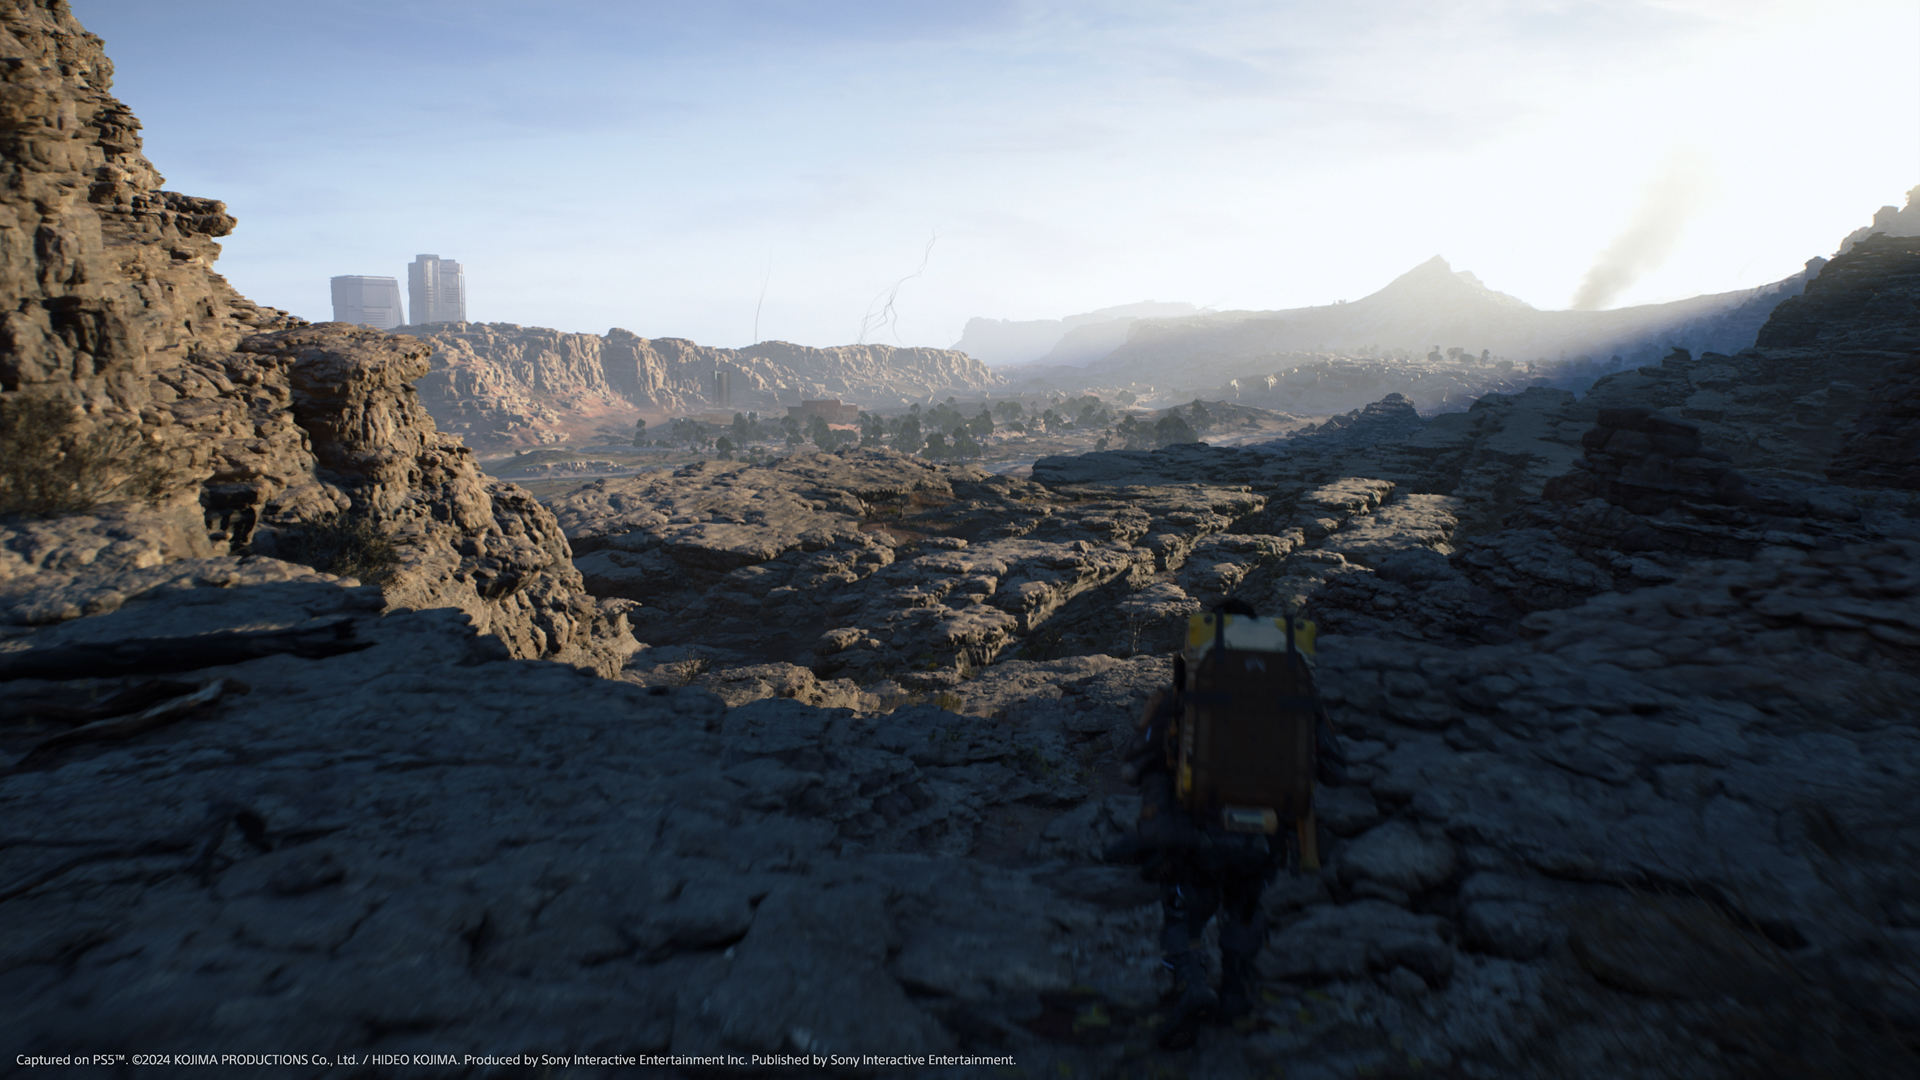 Captured on PS5™. ©2024 KOJIMA PRODUCTIONS Co., Ltd. / HIDEO KOJIMA. Produced by Sony Interactive Entertainment Inc. Published by Sony Interactive Entertainment.